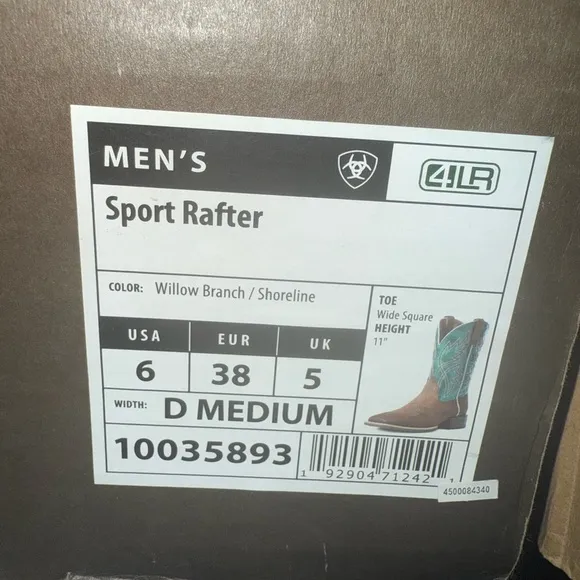 MEN'S
4LR
Sport Rafter
COLOR: Willow Branch / Shoreline
TOE
Wide Square
HEIGHT
11"
USA EUR UK
6 38 5
WIDTH: D MEDIUM
10035893
1 92904 71242 1
4500084340